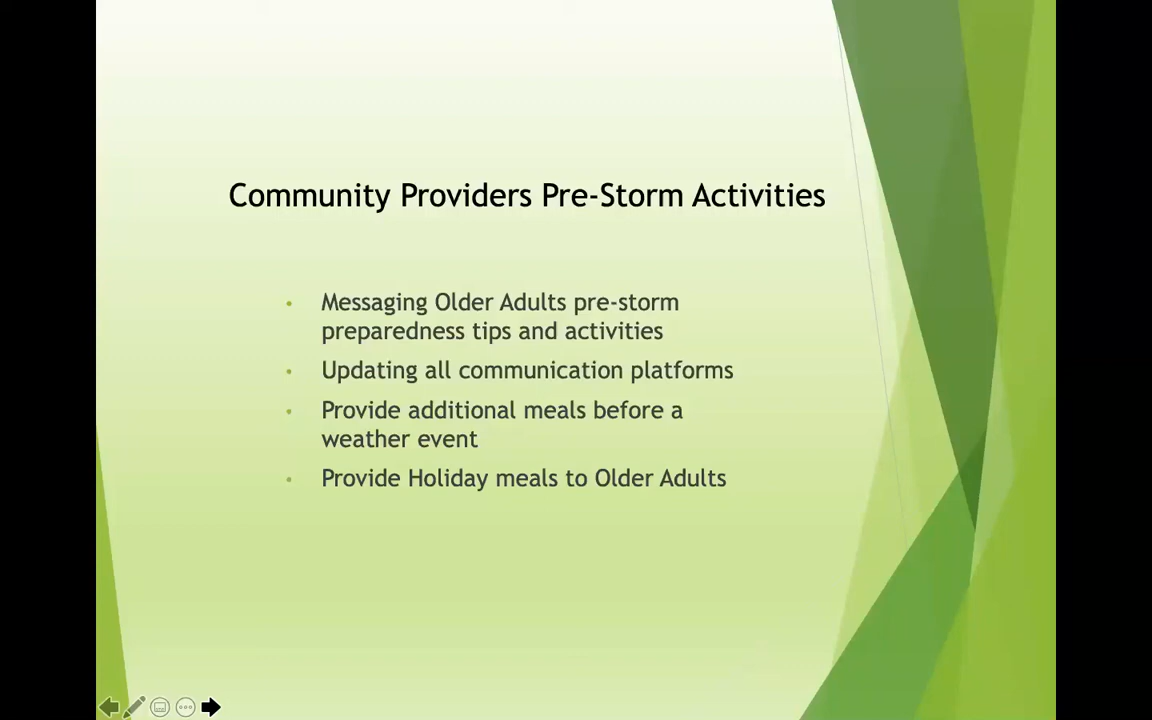 Community Providers Pre-Storm Activities
• Messaging Older Adults pre-storm
preparedness tips and activities
• Updating all communication platforms
• Provide additional meals before a
weather event
• Provide Holiday meals to Older Adults